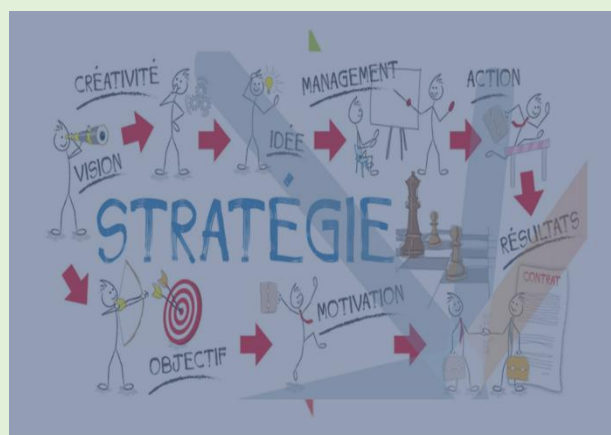 CRÉATIVITÉ
MANAGEMENT
ACTION
IDÉE
VISION
STRATÉGIE
RÉSULTATS
CONTRAT
MOTIVATION
OBJECTIF